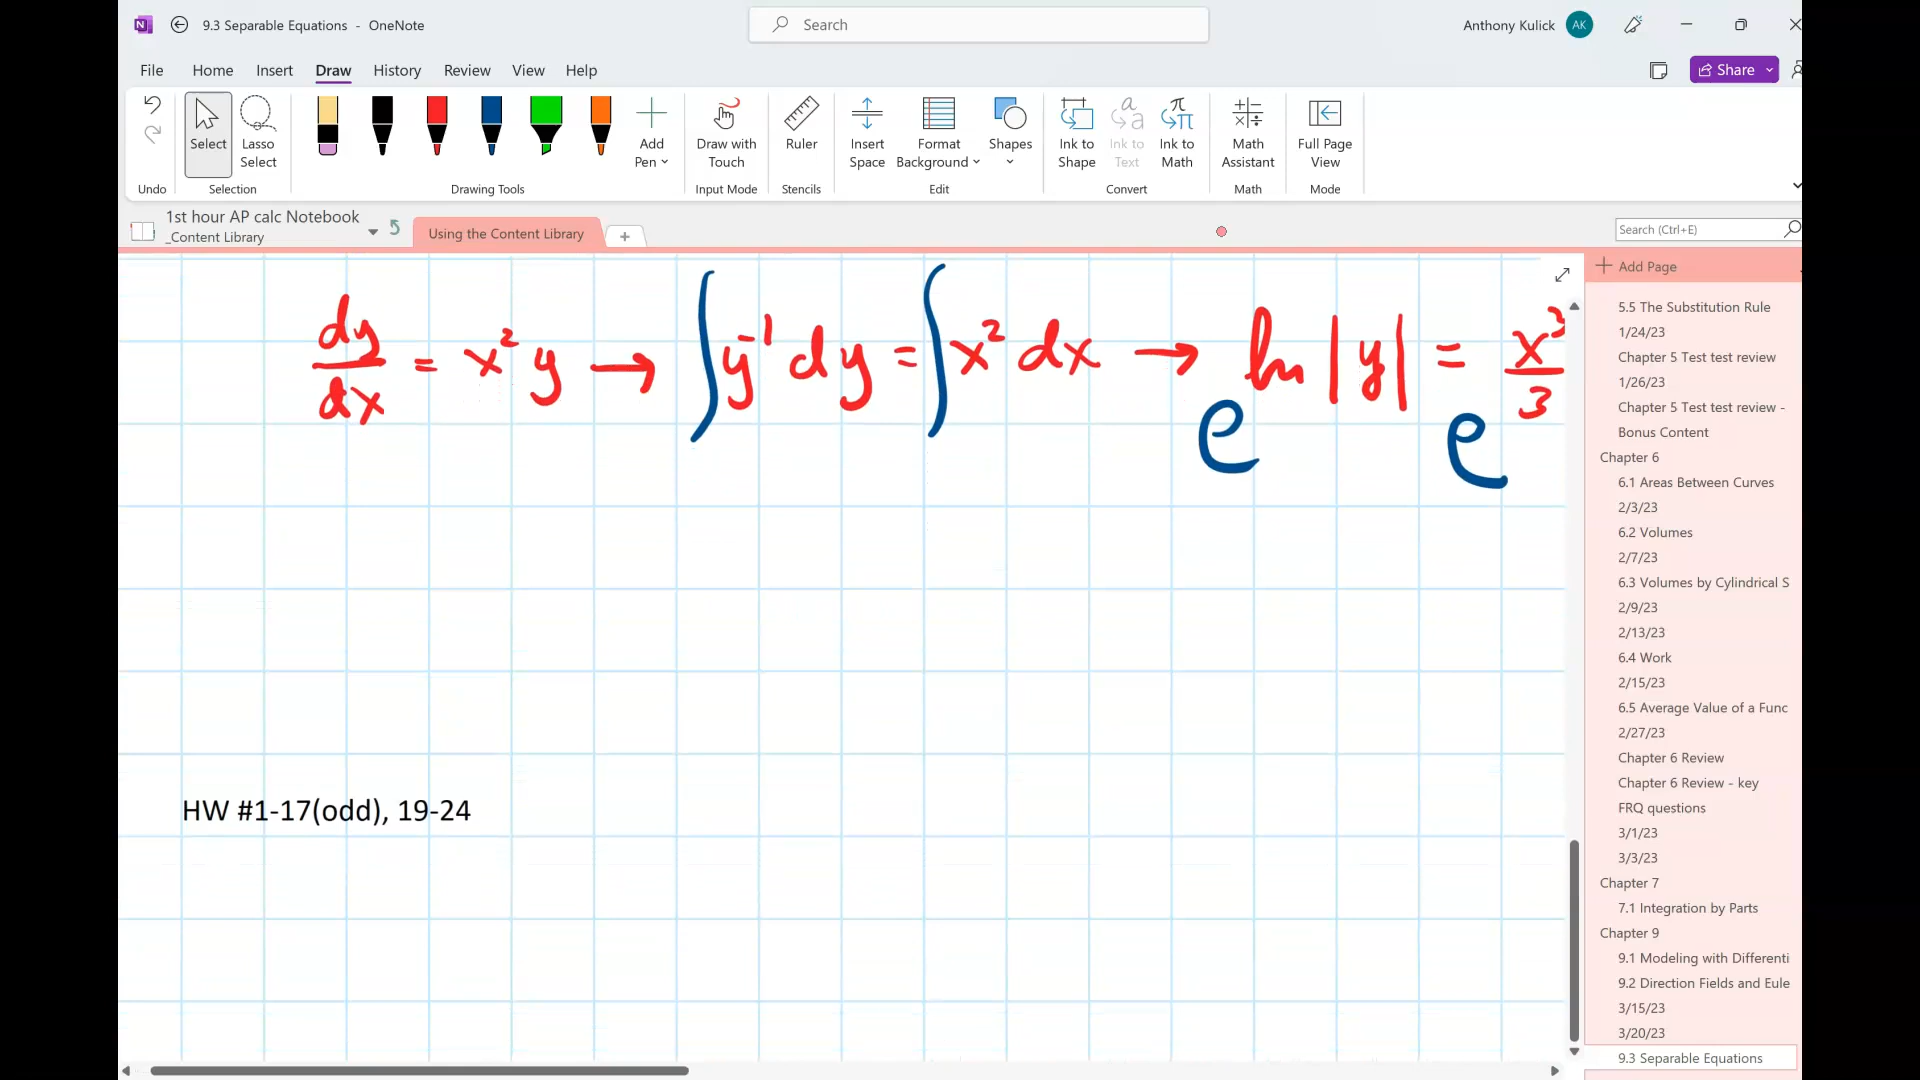 9.3 Separable Equations - OneNote
Search
Anthony Kulick AK
File Home Insert Draw History Review View Help
Share
Undo
Select
Lasso Select
Selection
Drawing Tools
Add Pen
Draw with Touch
Input Mode
Ruler
Stencils
Insert Space
Format Background
Shapes
Edit
Ink to Shape
Ink to Text
Ink to Math
Convert
Math Assistant
Math
Full Page View
Mode
1st hour AP calc Notebook
_Content Library
Using the Content Library
Search (Ctrl+E)
Add Page
dy/dx = x² y → ∫ y⁻¹ dy = ∫ x² dx → ln |y| = x³/3
e e
HW #1-17(odd), 19-24
5.5 The Substitution Rule
1/24/23
Chapter 5 Test test review
1/26/23
Chapter 5 Test test review -
Bonus Content
Chapter 6
6.1 Areas Between Curves
2/3/23
6.2 Volumes
2/7/23
6.3 Volumes by Cylindrical S
2/9/23
2/13/23
6.4 Work
2/15/23
6.5 Average Value of a Func
2/27/23
Chapter 6 Review
Chapter 6 Review - key
FRQ questions
3/1/23
3/3/23
Chapter 7
7.1 Integration by Parts
Chapter 9
9.1 Modeling with Differenti
9.2 Direction Fields and Eule
3/15/23
3/20/23
9.3 Separable Equations